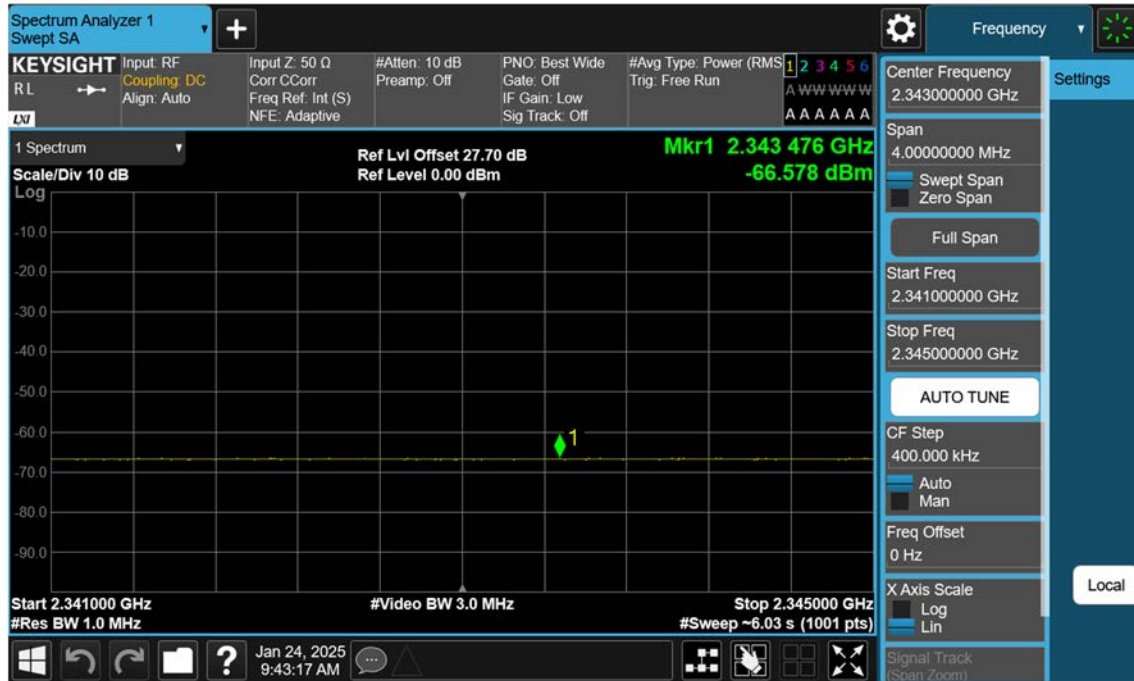 Spectrum Analyzer 1
Swept SA
+
Frequency
KEYSIGHT
RL
LXI
Input: RF
Coupling: DC
Align: Auto
Input Z: 50 Ω
Corr CCorr
Freq Ref: Int (S)
NFE: Adaptive
#Atten: 10 dB
Preamp: Off
PNO: Best Wide
Gate: Off
IF Gain: Low
Sig Track: Off
#Avg Type: Power (RMS
Trig: Free Run
1 2 3 4 5 6
A W W W W W
A A A A A A
1 Spectrum
Scale/Div 10 dB
Log
Ref Lvl Offset 27.70 dB
Ref Level 0.00 dBm
Mkr1 2.343 476 GHz
-66.578 dBm
-10.0
-20.0
-30.0
-40.0
-50.0
-60.0
-70.0
-80.0
-90.0
1
Start 2.341000 GHz
#Res BW 1.0 MHz
#Video BW 3.0 MHz
Stop 2.345000 GHz
#Sweep ~6.03 s (1001 pts)
Center Frequency
2.343000000 GHz
Span
4.00000000 MHz
Swept Span
Zero Span
Full Span
Start Freq
2.341000000 GHz
Stop Freq
2.345000000 GHz
AUTO TUNE
CF Step
400.000 kHz
Auto
Man
Freq Offset
0 Hz
X Axis Scale
Log
Lin
Signal Track
(Span Zoom)
Settings
Local
?
Jan 24, 2025
9:43:17 AM